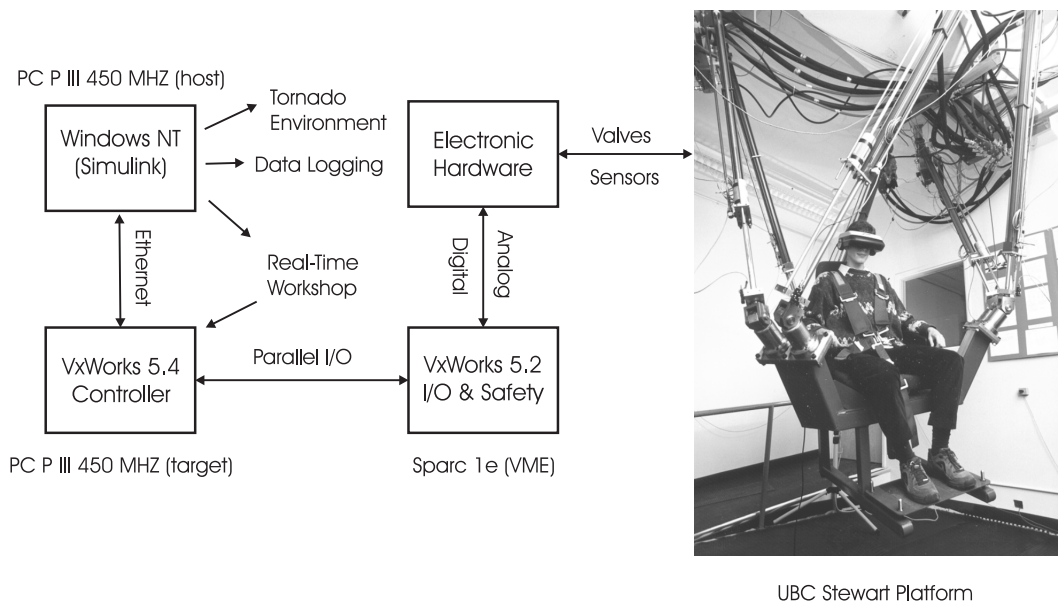 PC P III 450 MHZ (host)
Windows NT
(Simulink)
Tornado
Environment
Data Logging
Real-Time
Workshop
Ethernet
VxWorks 5.4
Controller
PC P III 450 MHZ (target)
Parallel I/O
Electronic
Hardware
Valves
Sensors
Digital
Analog
VxWorks 5.2
I/O & Safety
Sparc 1e (VME)
UBC Stewart Platform